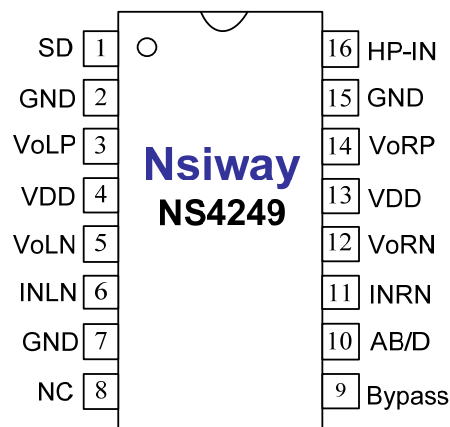 SD 1 16 HP-IN
GND 2 15 GND
VoLP 3 14 VoRP
Nsiway
VDD 4 13 VDD
NS4249
VoLN 5 12 VoRN
INLN 6 11 INRN
GND 7 10 AB/D
NC 8 9 Bypass